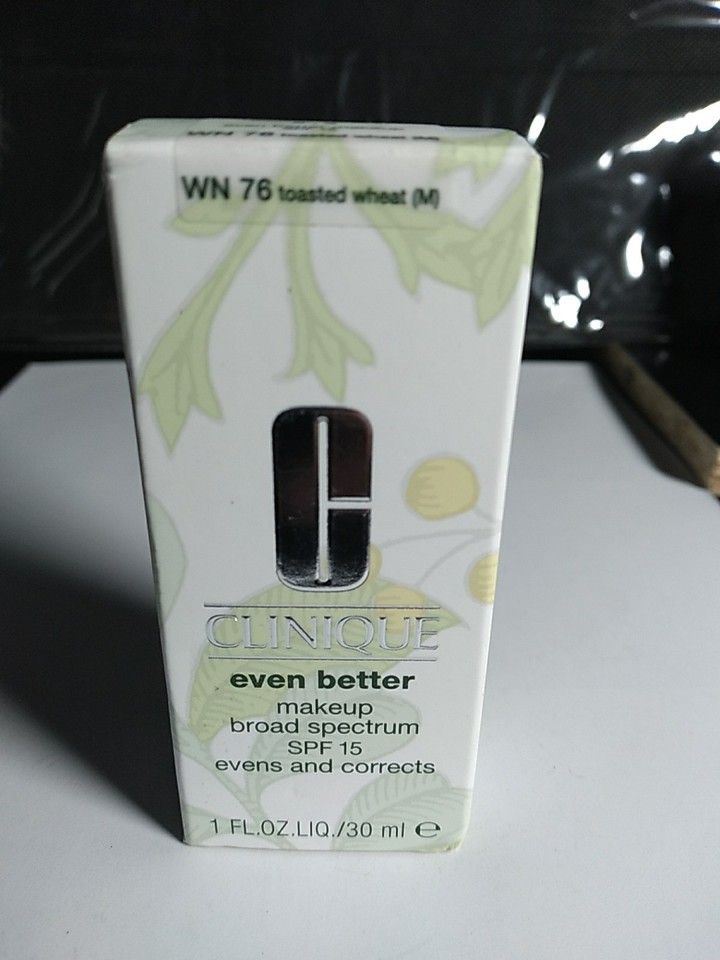 WN 76 toasted wheat (M)
CLINIQUE
even better
makeup
broad spectrum
SPF 15
evens and corrects
1 FL.OZ.LIQ./30 ml e